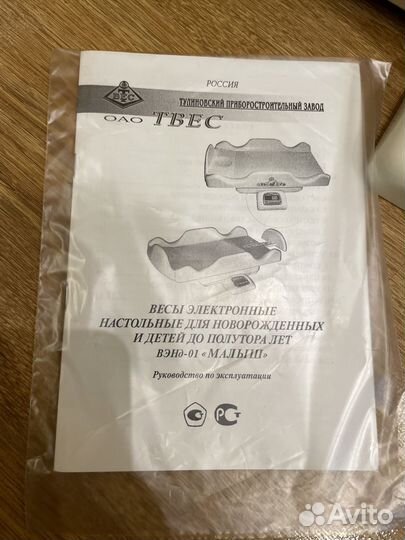 РОССИЯ
ТУЛИНОВСКИЙ ПРИБОРОСТРОИТЕЛЬНЫЙ ЗАВОД
ОАО ТВЕС
ВЕСЫ ЭЛЕКТРОННЫЕ
НАСТОЛЬНЫЕ ДЛЯ НОВОРОЖДЕННЫХ
И ДЕТЕЙ ДО ПОЛУТОРА ЛЕТ
ВЭНд-01 «МАЛЫШ»
Руководство по эксплуатации
Avito